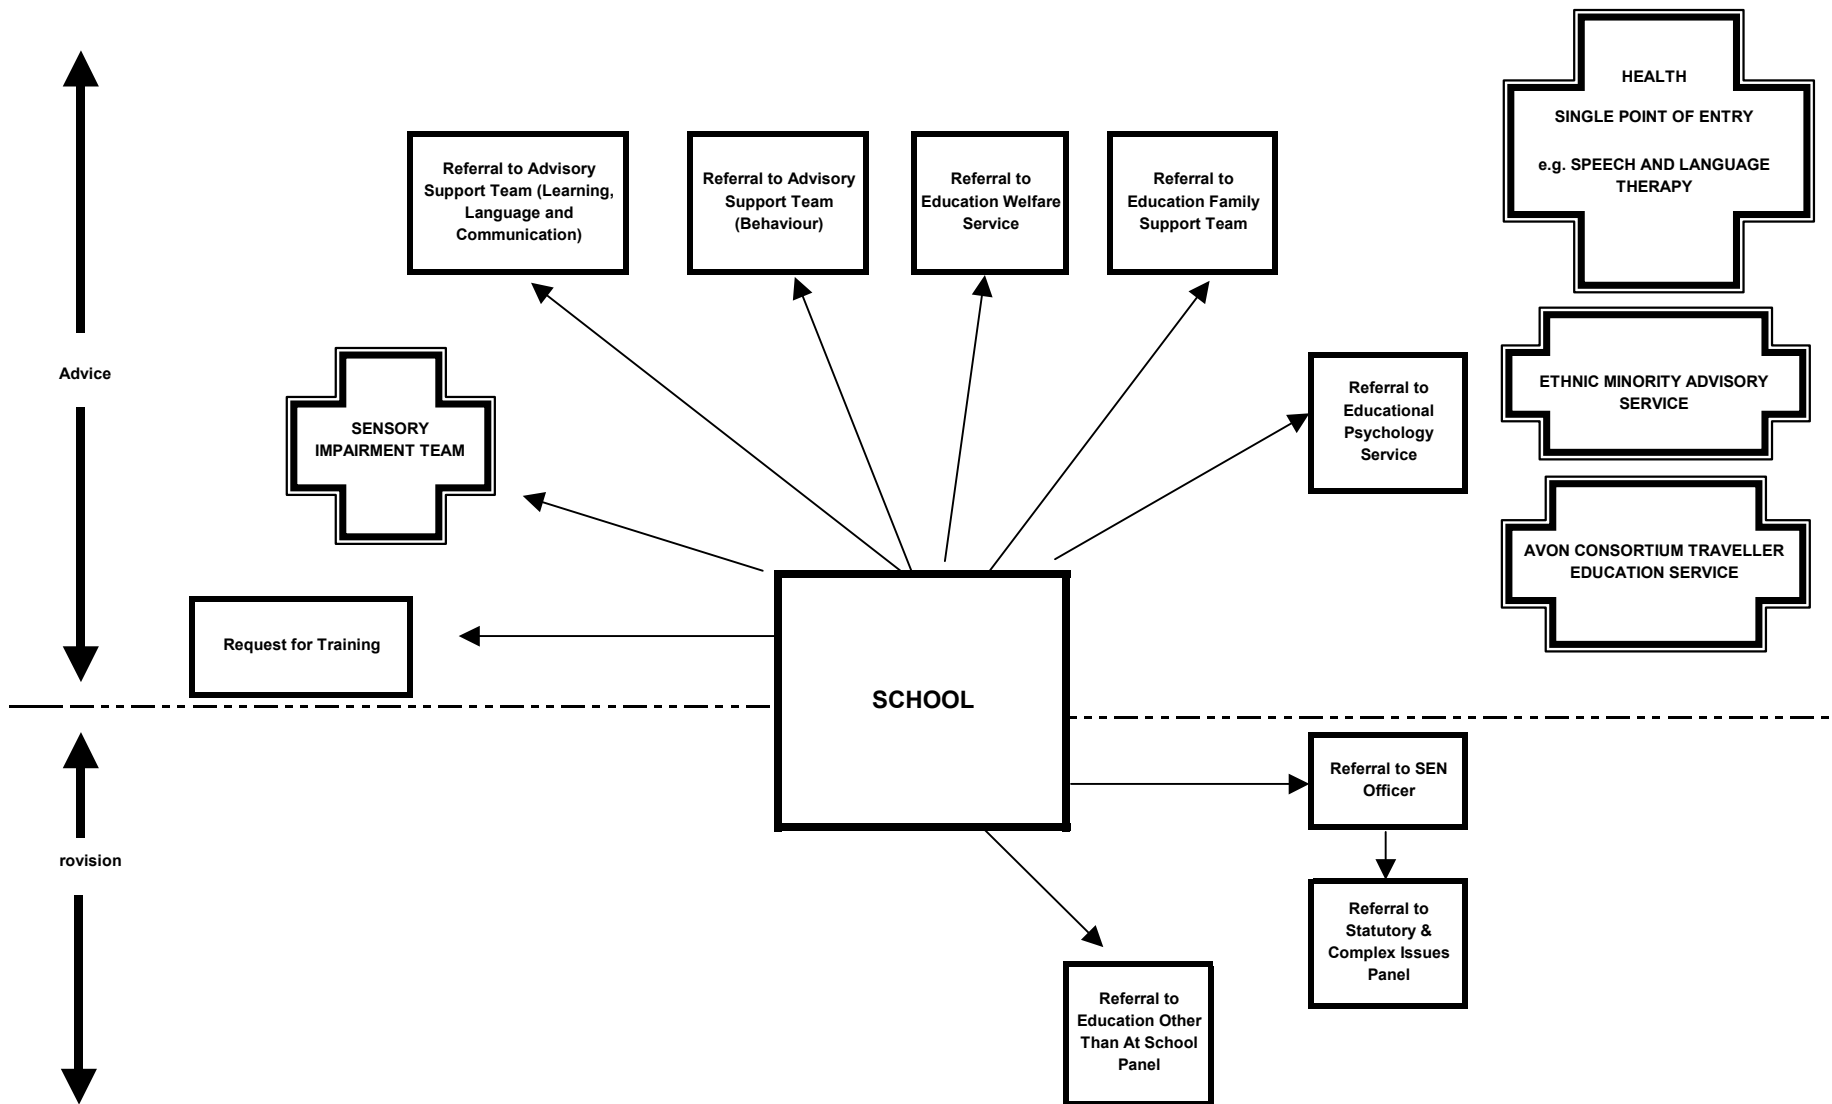 HEALTH
SINGLE POINT OF ENTRY
e.g. SPEECH AND LANGUAGE
THERAPY
Referral to Advisory
Support Team (Learning,
Language and
Communication)
Referral to Advisory
Support Team
(Behaviour)
Referral to
Education Welfare
Service
Referral to
Education Family
Support Team
Advice
SENSORY
IMPAIRMENT TEAM
Referral to
Educational
Psychology
Service
ETHNIC MINORITY ADVISORY
SERVICE
AVON CONSORTIUM TRAVELLER
EDUCATION SERVICE
Request for Training
SCHOOL
Referral to SEN
Officer
rovision
Referral to
Statutory &
Complex Issues
Panel
Referral to
Education Other
Than At School
Panel